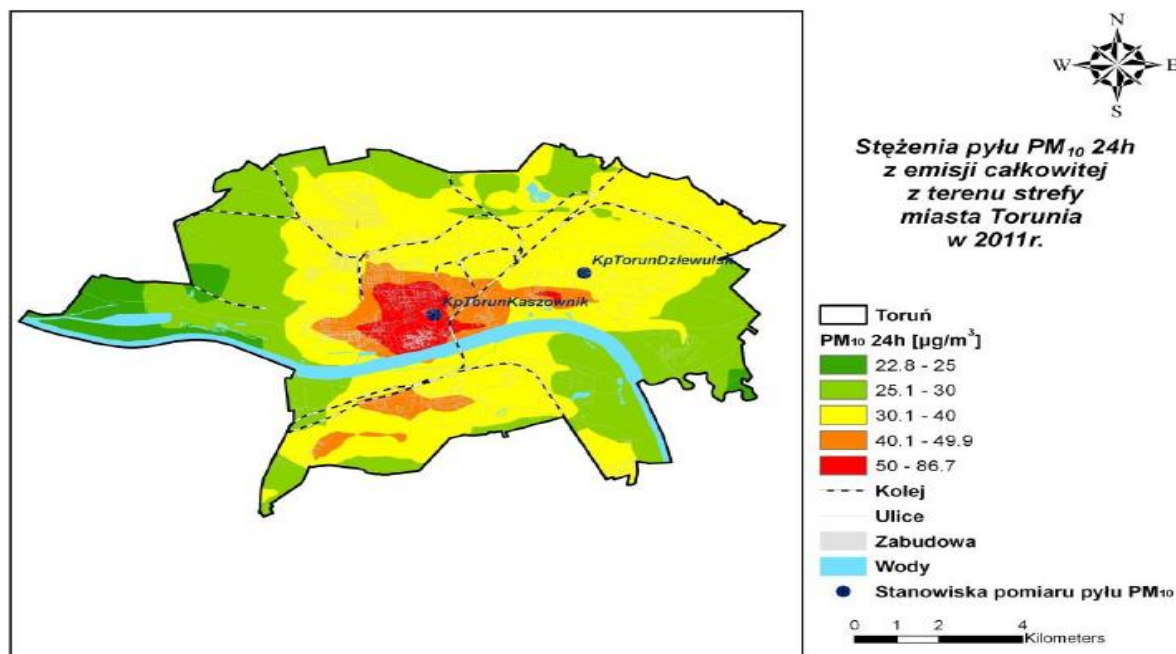 N
W E
S
Stężenia pyłu PM10 24h
z emisji całkowitej
z terenu strefy
miasta Torunia
w 2011r.
KpTorunDziewulsk
KpTorunKaszownik
Toruń
PM10 24h [µg/m3]
22.8 - 25
25.1 - 30
30.1 - 40
40.1 - 49.9
50 - 86.7
Kolej
Ulice
Zabudowa
Wody
Stanowiska pomiaru pyłu PM10
0 1 2 4
Kilometers